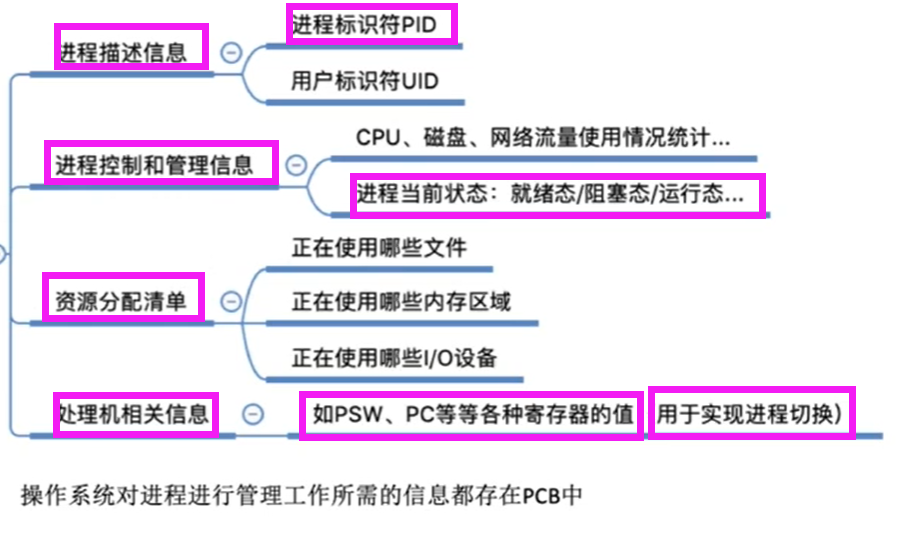 进程描述信息
进程标识符PID
用户标识符UID
进程控制和管理信息
CPU、磁盘、网络流量使用情况统计...
进程当前状态：就绪态/阻塞态/运行态...
资源分配清单
正在使用哪些文件
正在使用哪些内存区域
正在使用哪些I/O设备
处理机相关信息
如PSW、PC等等各种寄存器的值 用于实现进程切换）
操作系统对进程进行管理工作所需的信息都存在PCB中